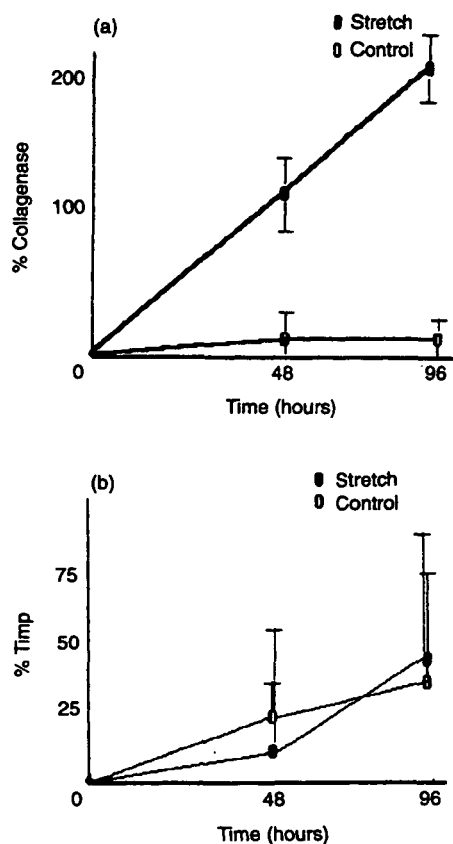 (a)
Stretch
Control
200
100
% Collagenase
0
48
96
Time (hours)
(b)
Stretch
Control
75
50
25
% Timp
0
48
96
Time (hours)